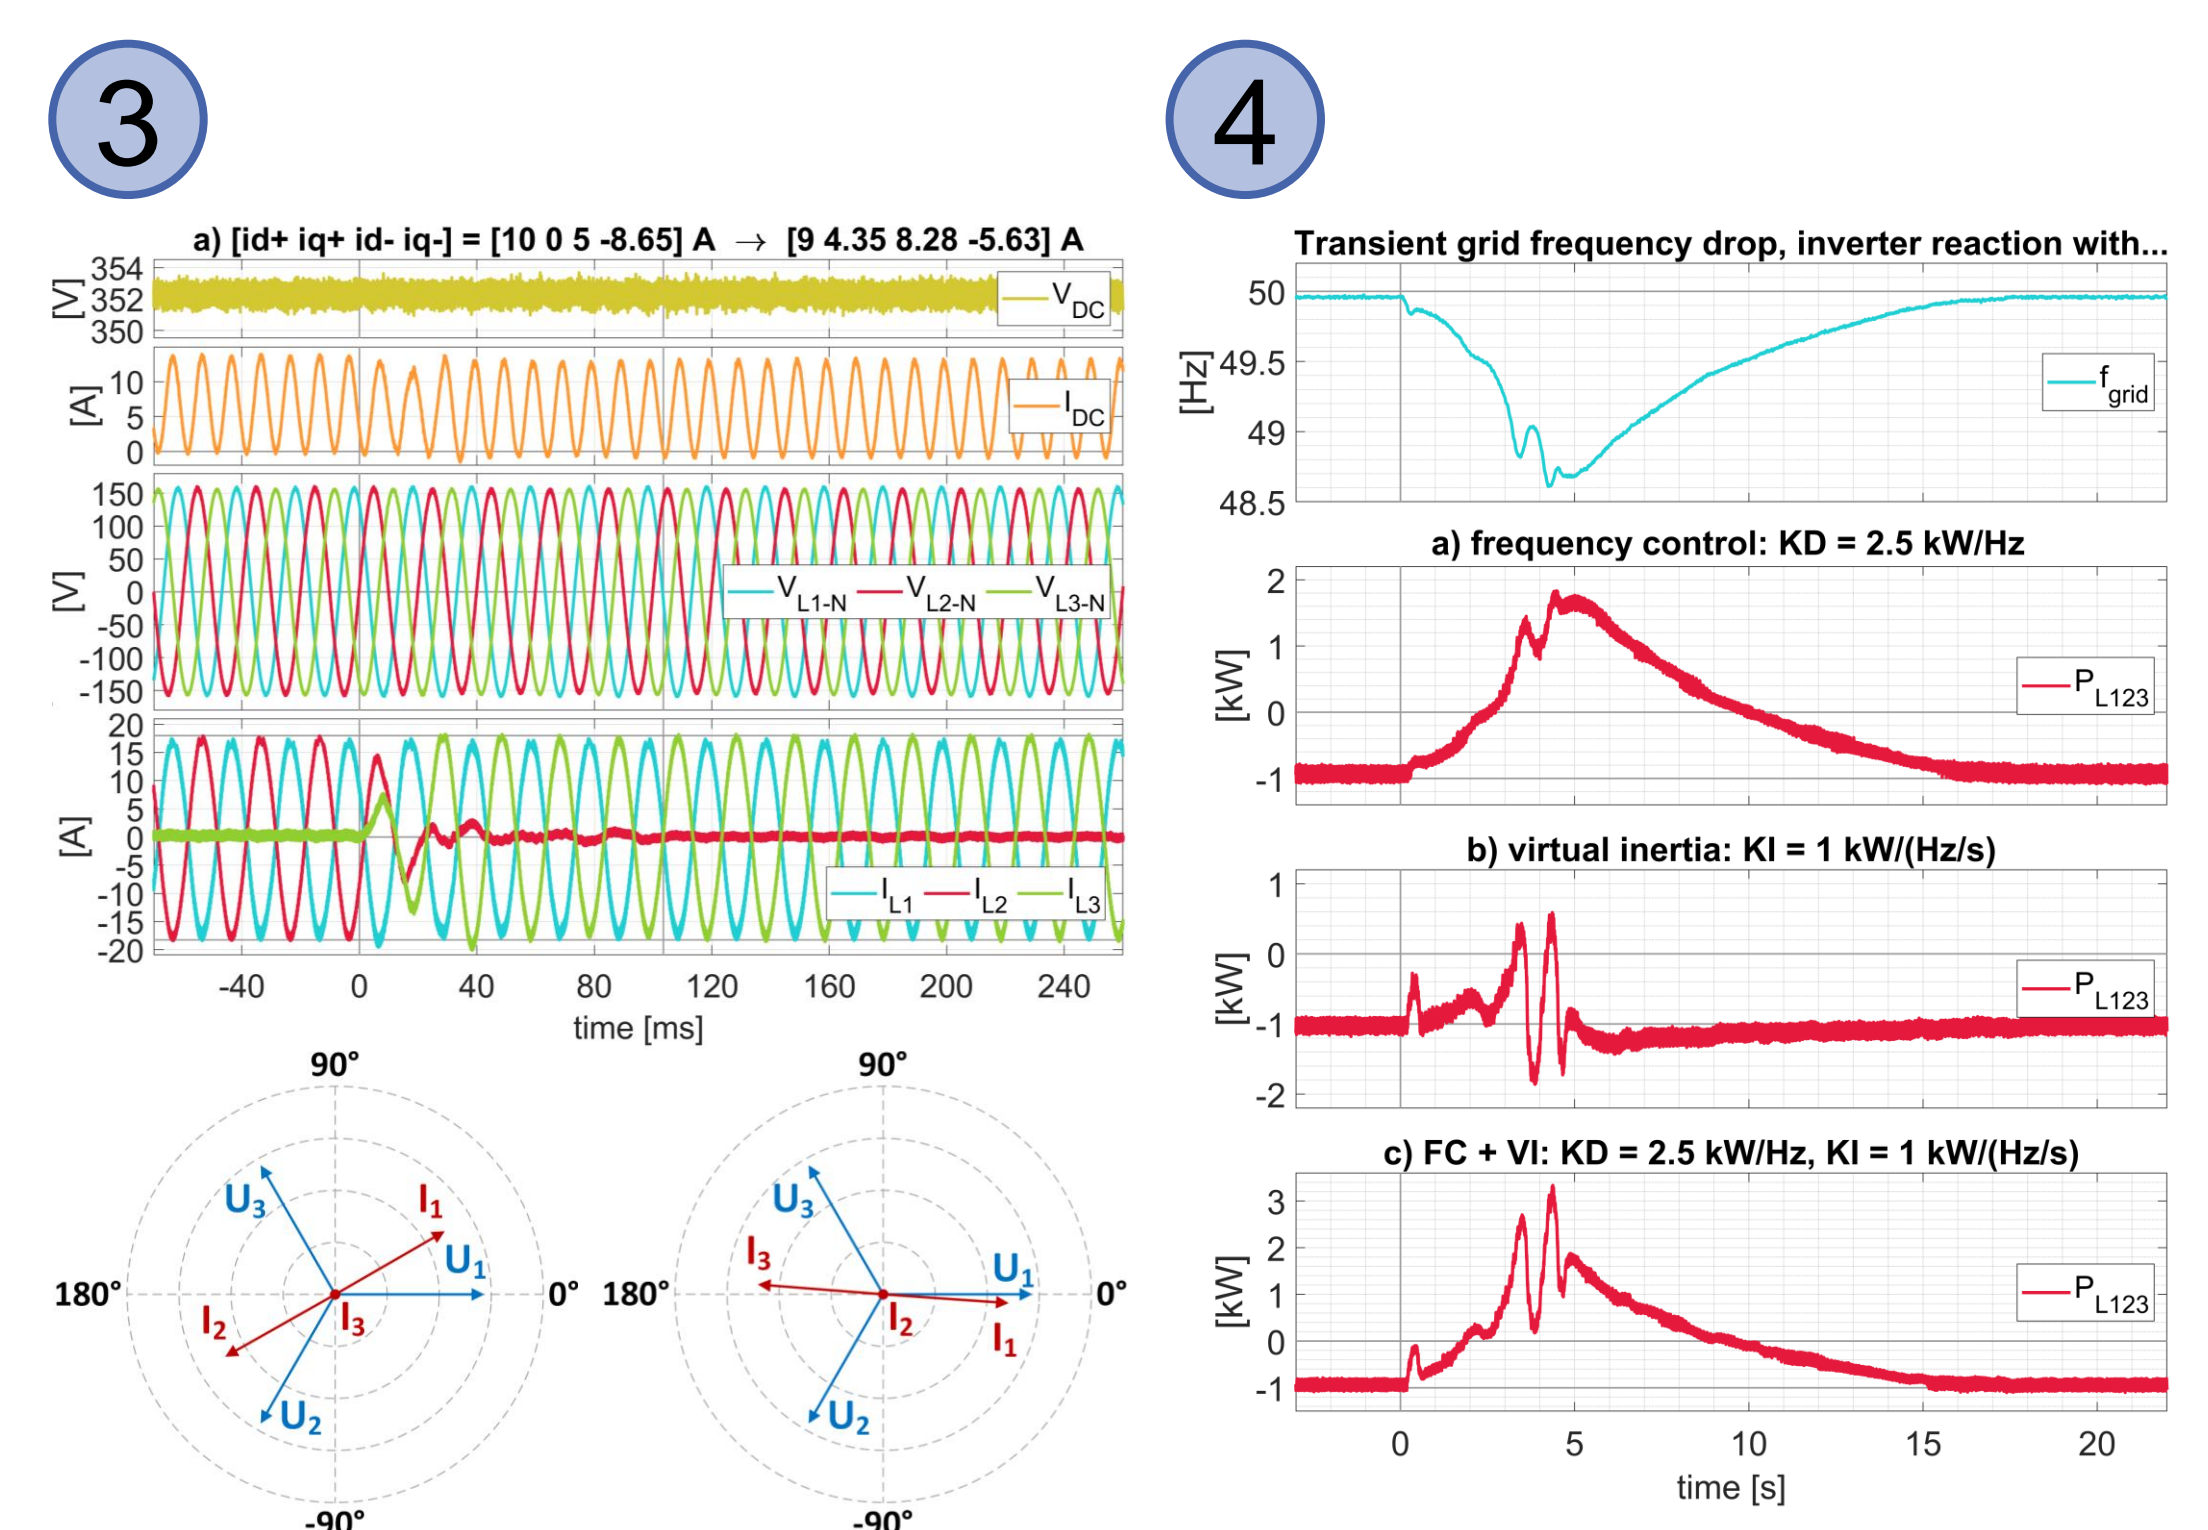 3
a) [id+ iq+ id- iq-] = [10 0 5 -8.65] A → [9 4.35 8.28 -5.63] A
354
352
350
[V]
VDC
10
5
0
[A]
IDC
150
100
50
0
-50
-100
-150
[V]
VL1-N VL2-N VL3-N
20
15
10
5
0
-5
-10
-15
-20
[A]
IL1 IL2 IL3
-40 0 40 80 120 160 200 240
time [ms]
90°
180°
0°
-90°
U3
I1
U1
I2
I3
U2
90°
180°
0°
-90°
U3
I3
U1
I2
I1
U2
4
Transient grid frequency drop, inverter reaction with...
50
49.5
49
48.5
[Hz]
fgrid
a) frequency control: KD = 2.5 kW/Hz
2
1
0
-1
[kW]
PL123
b) virtual inertia: KI = 1 kW/(Hz/s)
1
0
-1
-2
[kW]
PL123
c) FC + VI: KD = 2.5 kW/Hz, KI = 1 kW/(Hz/s)
3
2
1
0
-1
[kW]
PL123
0 5 10 15 20
time [s]